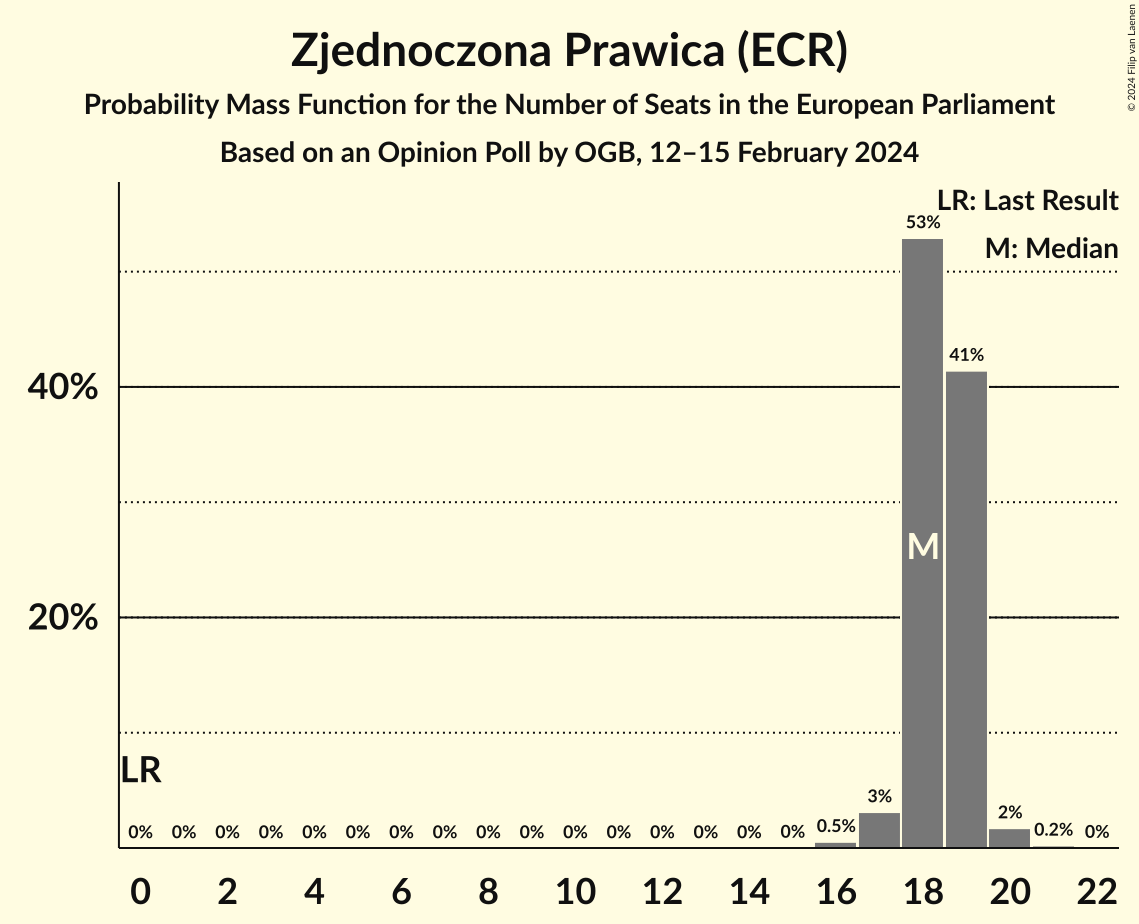 Zjednoczona Prawica (ECR)
Probability Mass Function for the Number of Seats in the European Parliament
Based on an Opinion Poll by OGB, 12–15 February 2024
© 2024 Filip van Laenen
LR: Last Result
M: Median
53%
41%
40%
M
20%
LR
0% 0% 0% 0% 0% 0% 0% 0% 0% 0% 0% 0% 0% 0% 0% 0% 0.5% 3% 2% 0.2% 0%
0 2 4 6 8 10 12 14 16 18 20 22